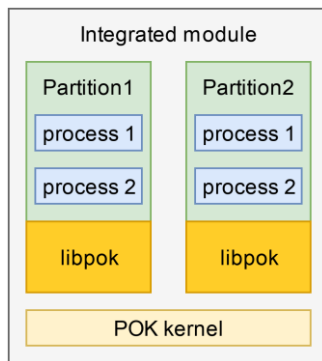 Integrated module
Partition1
process 1
process 2
libpok
Partition2
process 1
process 2
libpok
POK kernel